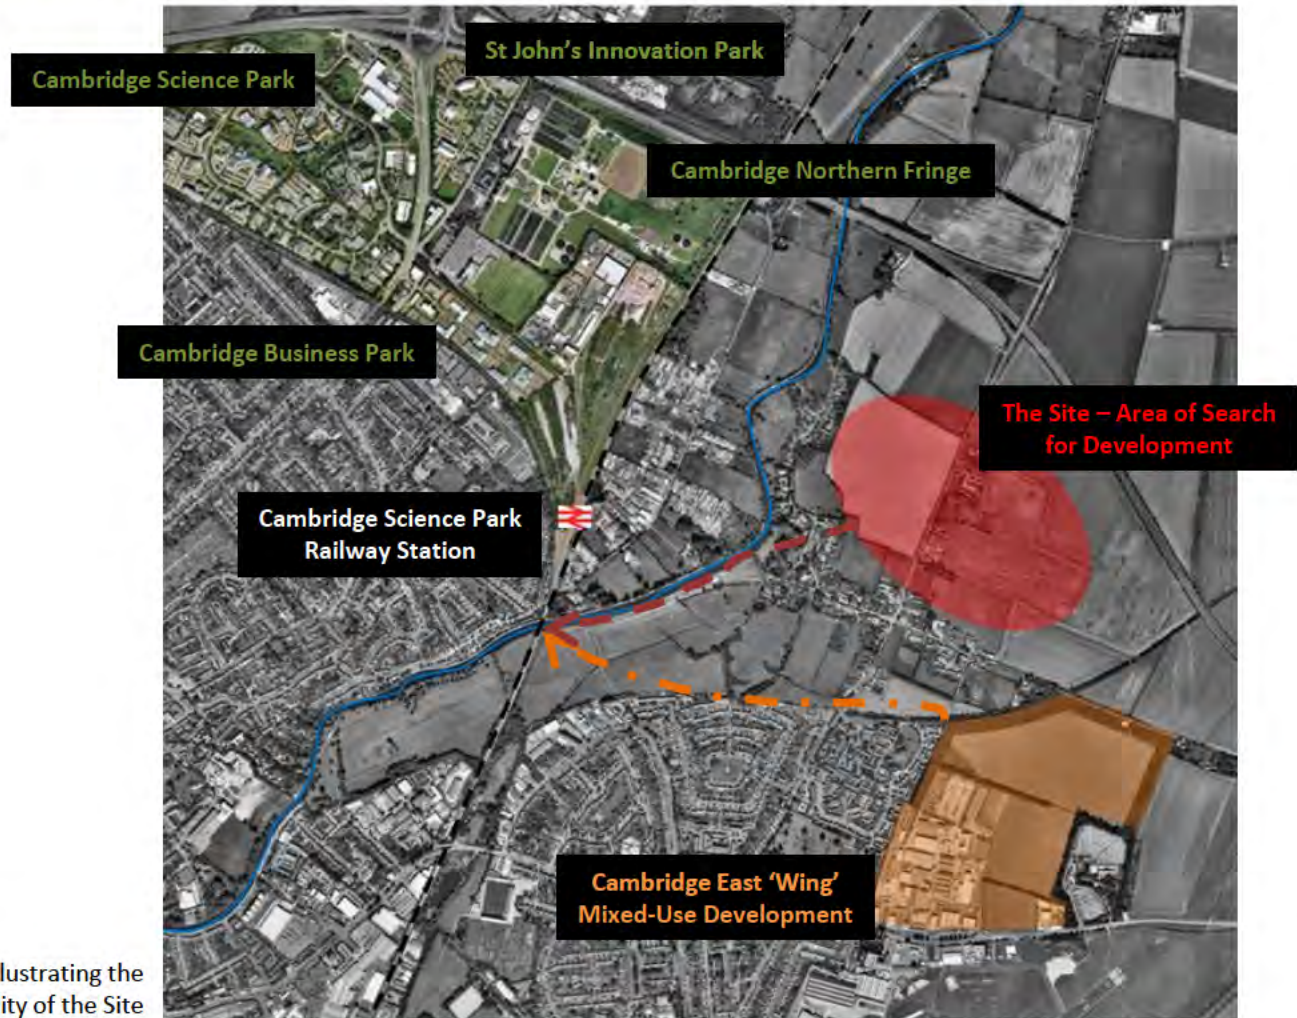 St John’s Innovation Park
Cambridge Science Park
Cambridge Northern Fringe
Cambridge Business Park
The Site – Area of Search
for Development
Cambridge Science Park
Railway Station
Cambridge East ‘Wing’
Mixed-Use Development
lustrating the
ity of the Site